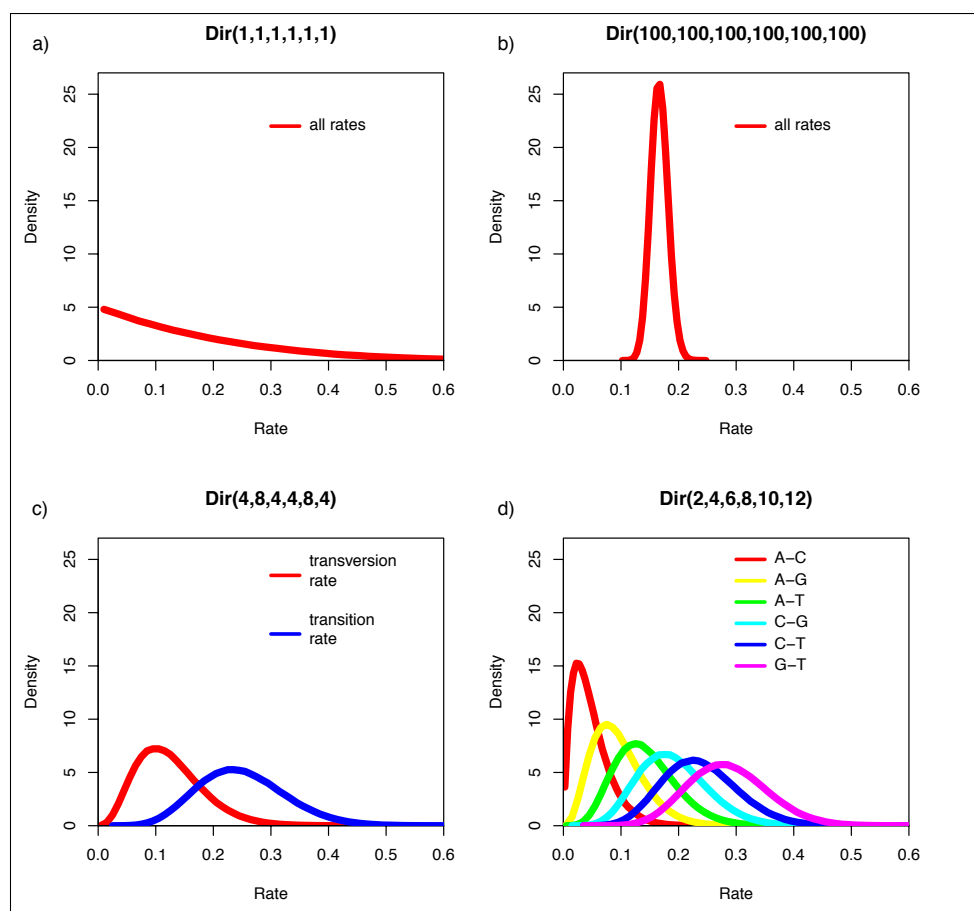 a)
Dir(1,1,1,1,1,1)
25
20
15
10
5
0
Density
all rates
0.0 0.1 0.2 0.3 0.4 0.5 0.6
Rate
b)
Dir(100,100,100,100,100,100)
25
20
15
10
5
0
Density
all rates
0.0 0.1 0.2 0.3 0.4 0.5 0.6
Rate
c)
Dir(4,8,4,4,8,4)
25
20
15
10
5
0
Density
transversion
rate
transition
rate
0.0 0.1 0.2 0.3 0.4 0.5 0.6
Rate
d)
Dir(2,4,6,8,10,12)
25
20
15
10
5
0
Density
A−C
A−G
A−T
C−G
C−T
G−T
0.0 0.1 0.2 0.3 0.4 0.5 0.6
Rate